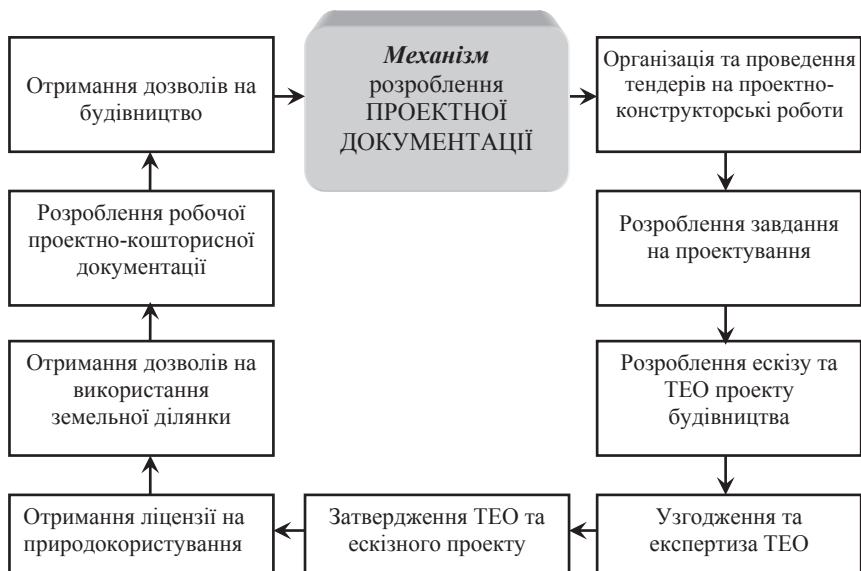 Механізм
розроблення
ПРОЕКТНОЇ
ДОКУМЕНТАЦІЇ
Організація та проведення
тендерів на проектно-
конструкторські роботи
Розроблення завдання
на проектування
Розроблення ескізу та
ТЕО проекту
будівництва
Узгодження та
експертиза ТЕО
Затвердження ТЕО та
ескізного проекту
Отримання ліцензії на
природокористування
Отримання дозволів на
використання
земельної ділянки
Розроблення робочої
проектно-кошторисної
документації
Отримання дозволів на
будівництво